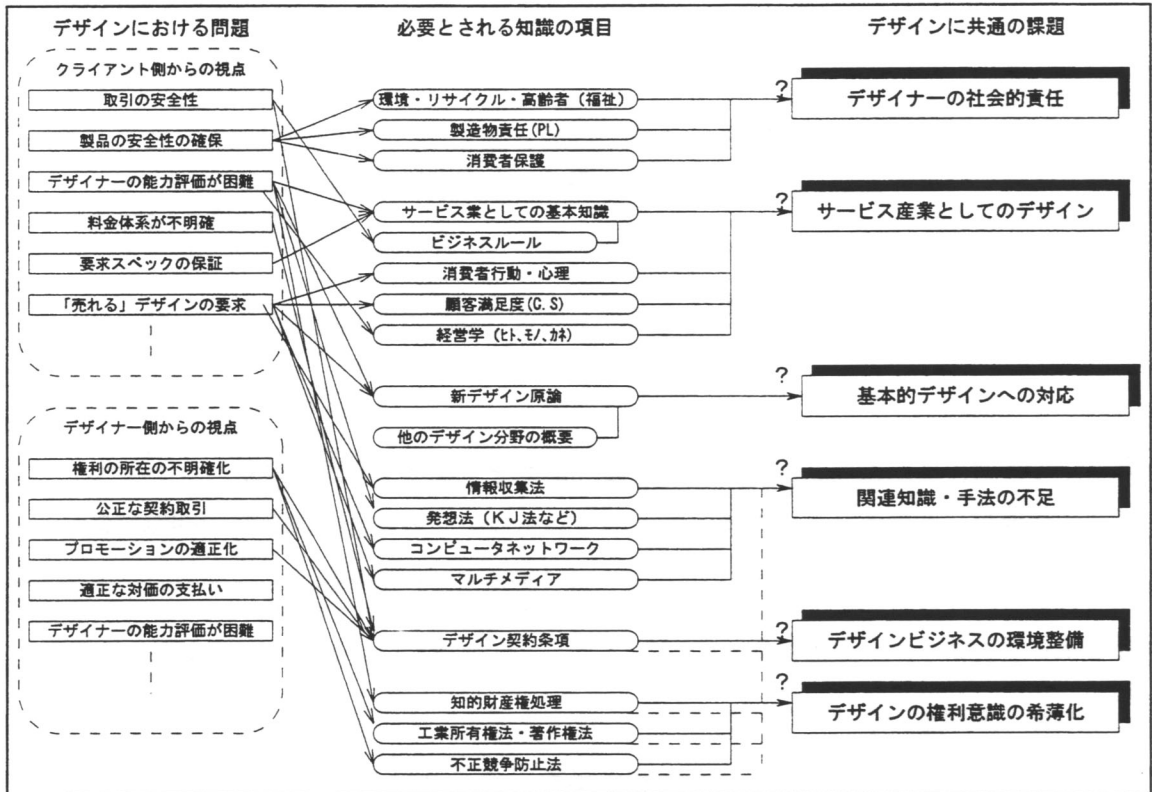 デザインにおける問題
クライアント側からの視点
取引の安全性
製品の安全性の確保
デザイナーの能力評価が困難
料金体系が不明確
要求スペックの保証
「売れる」デザインの要求
デザイナー側からの視点
権利の所在の不明確化
公正な契約取引
プロモーションの適正化
適正な対価の支払い
デザイナーの能力評価が困難
必要とされる知識の項目
環境・リサイクル・高齢者（福祉）
製造物責任(PL)
消費者保護
サービス業としての基本知識
ビジネスルール
消費者行動・心理
顧客満足度(C.S)
経営学（ﾋﾄ､ﾓﾉ､ｶﾈ）
新デザイン原論
他のデザイン分野の概要
情報収集法
発想法（ＫＪ法など）
コンピュータネットワーク
マルチメディア
デザイン契約条項
知的財産権処理
工業所有権法・著作権法
不正競争防止法
デザインに共通の課題
?
デザイナーの社会的責任
?
サービス産業としてのデザイン
?
基本的デザインへの対応
?
関連知識・手法の不足
?
デザインビジネスの環境整備
?
デザインの権利意識の希薄化